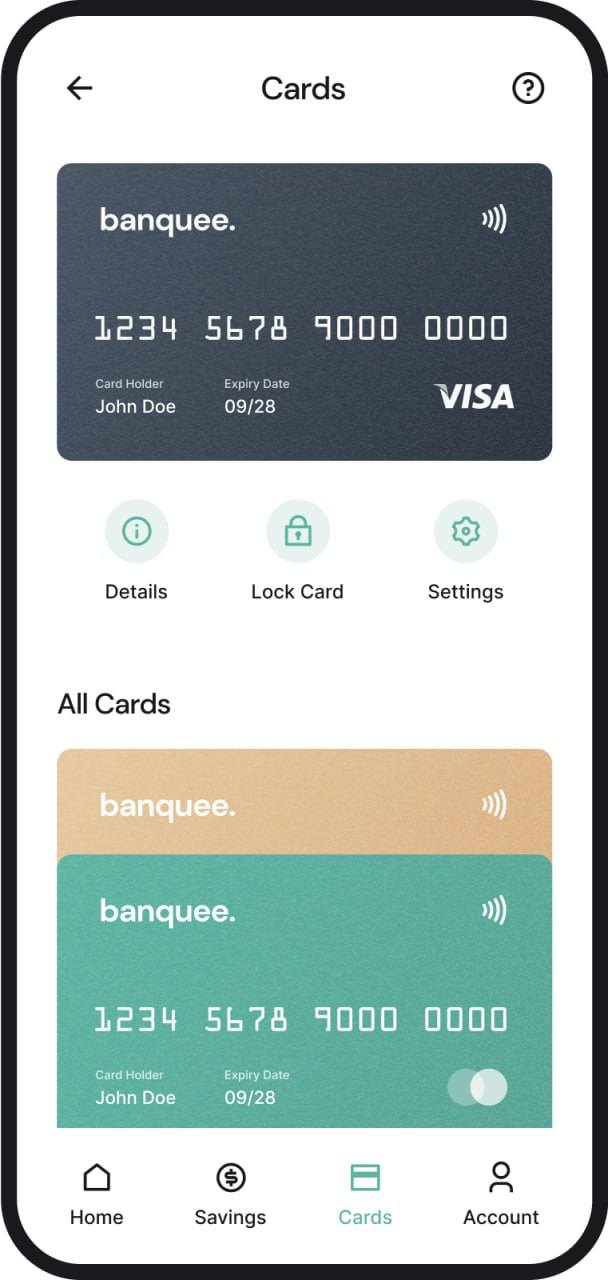 Cards
banquee.
1234 5678 9000 0000
Card Holder Expiry Date
John Doe 09/28
VISA
Details Lock Card Settings
All Cards
banquee.
banquee.
1234 5678 9000 0000
Card Holder Expiry Date
John Doe 09/28
Home Savings Cards Account